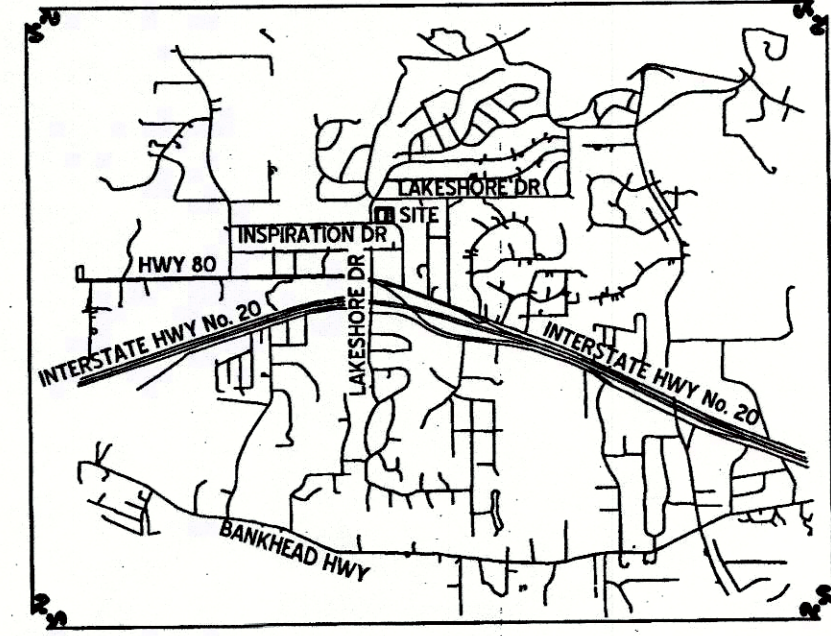 LAKESHORE DR
SITE
INSPIRATION DR
HWY 80
LAKESHORE DR
INTERSTATE HWY No. 20
INTERSTATE HWY No. 20
BANKHEAD HWY